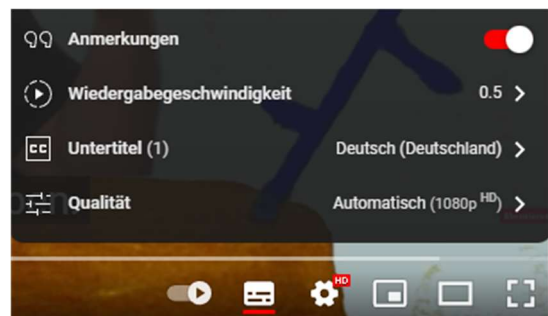 Anmerkungen
Wiedergabegeschwindigkeit 0.5
Untertitel (1) Deutsch (Deutschland)
Qualität Automatisch (1080p HD)
HD